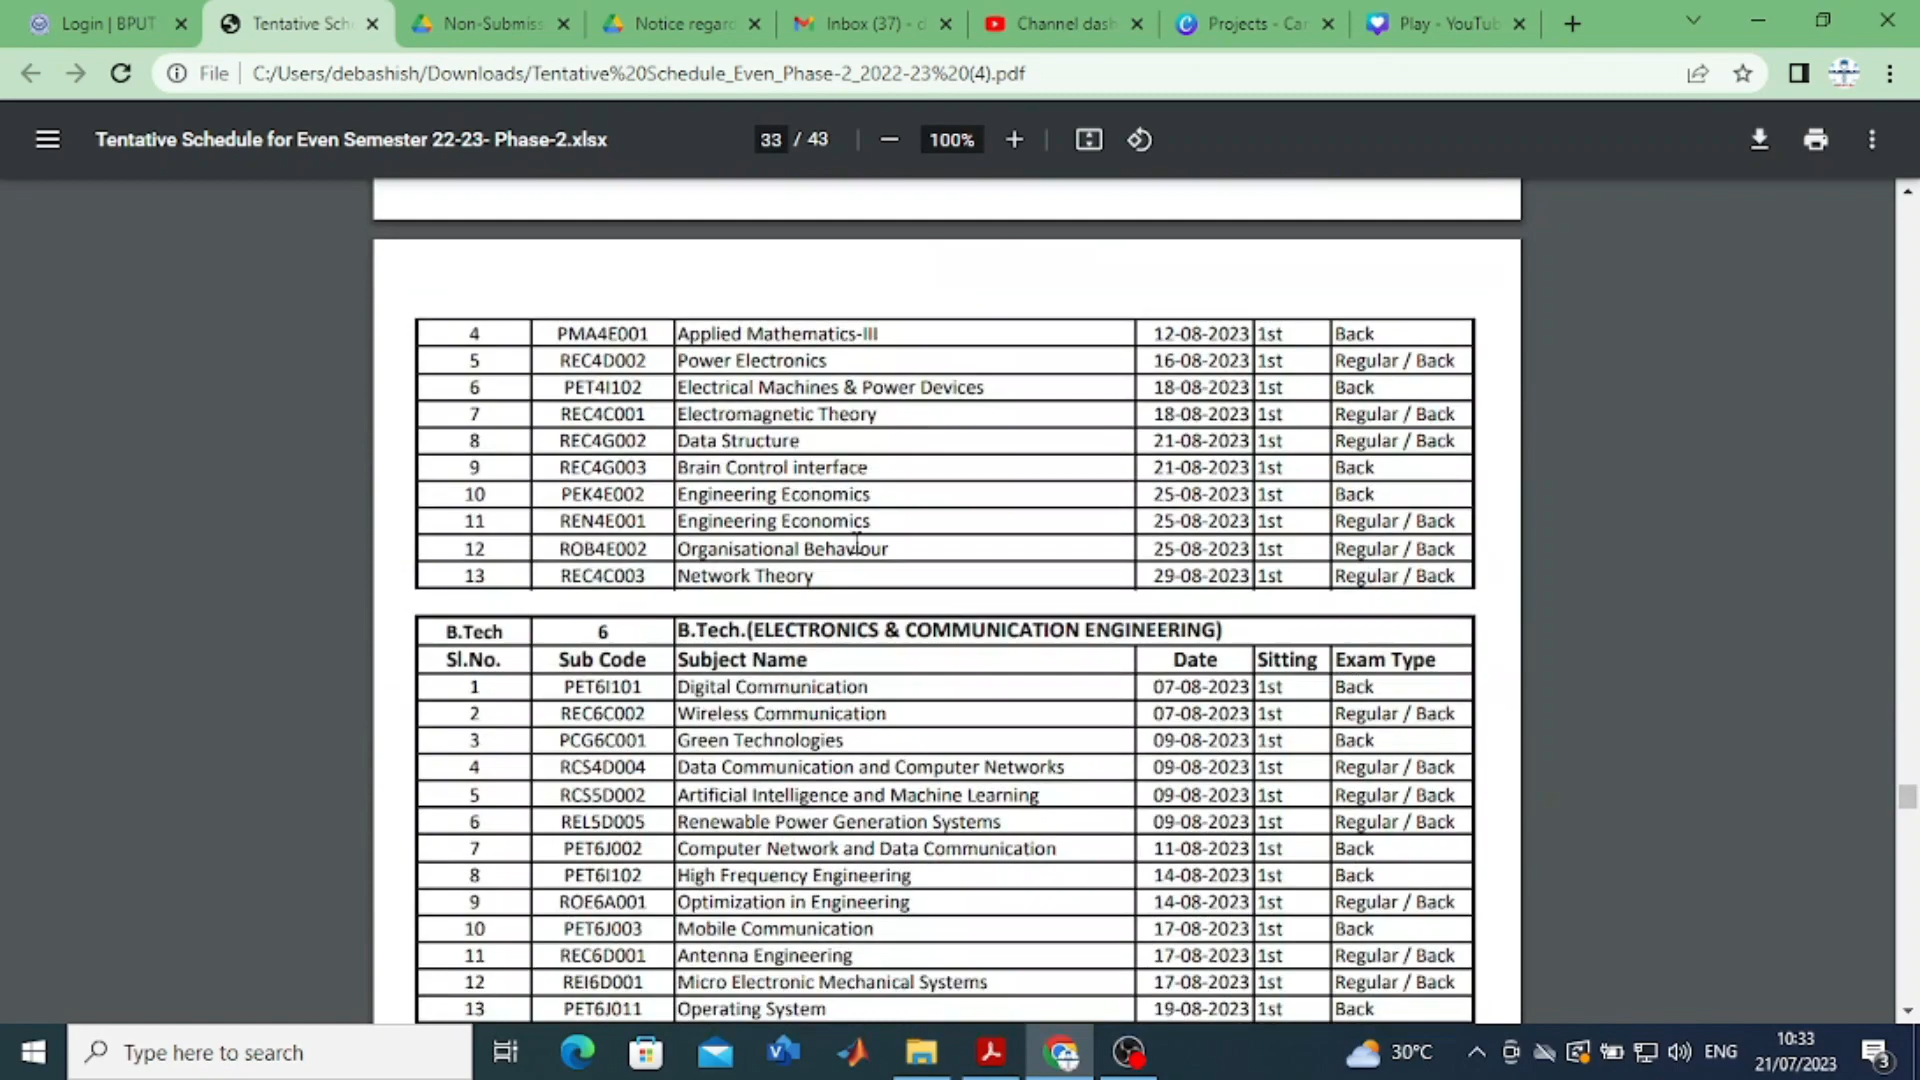 Login | BPUT
Tentative Sch
Non-Submiss
Notice regard
Inbox (37) - d
Channel dash
Projects - Can
Play - YouTub
File C:/Users/debashish/Downloads/Tentative%20Schedule_Even_Phase-2_2022-23%20(4).pdf
Tentative Schedule for Even Semester 22-23- Phase-2.xlsx 33 / 43 100%
4 PMA4E001 Applied Mathematics-III 12-08-2023 1st Back
5 REC4D002 Power Electronics 16-08-2023 1st Regular / Back
6 PET4I102 Electrical Machines & Power Devices 18-08-2023 1st Back
7 REC4C001 Electromagnetic Theory 18-08-2023 1st Regular / Back
8 REC4G002 Data Structure 21-08-2023 1st Regular / Back
9 REC4G003 Brain Control interface 21-08-2023 1st Back
10 PEK4E002 Engineering Economics 25-08-2023 1st Back
11 REN4E001 Engineering Economics 25-08-2023 1st Regular / Back
12 ROB4E002 Organisational Behaviour 25-08-2023 1st Regular / Back
13 REC4C003 Network Theory 29-08-2023 1st Regular / Back
B.Tech 6 B.Tech.(ELECTRONICS & COMMUNICATION ENGINEERING)
Sl.No. Sub Code Subject Name Date Sitting Exam Type
1 PET6I101 Digital Communication 07-08-2023 1st Back
2 REC6C002 Wireless Communication 07-08-2023 1st Regular / Back
3 PCG6C001 Green Technologies 09-08-2023 1st Back
4 RCS4D004 Data Communication and Computer Networks 09-08-2023 1st Regular / Back
5 RCS5D002 Artificial Intelligence and Machine Learning 09-08-2023 1st Regular / Back
6 REL5D005 Renewable Power Generation Systems 09-08-2023 1st Regular / Back
7 PET6J002 Computer Network and Data Communication 11-08-2023 1st Back
8 PET6I102 High Frequency Engineering 14-08-2023 1st Back
9 ROE6A001 Optimization in Engineering 14-08-2023 1st Regular / Back
10 PET6J003 Mobile Communication 17-08-2023 1st Back
11 REC6D001 Antenna Engineering 17-08-2023 1st Regular / Back
12 REI6D001 Micro Electronic Mechanical Systems 17-08-2023 1st Regular / Back
13 PET6J011 Operating System 19-08-2023 1st Back
Type here to search
30°C
ENG
10:33
21/07/2023
3